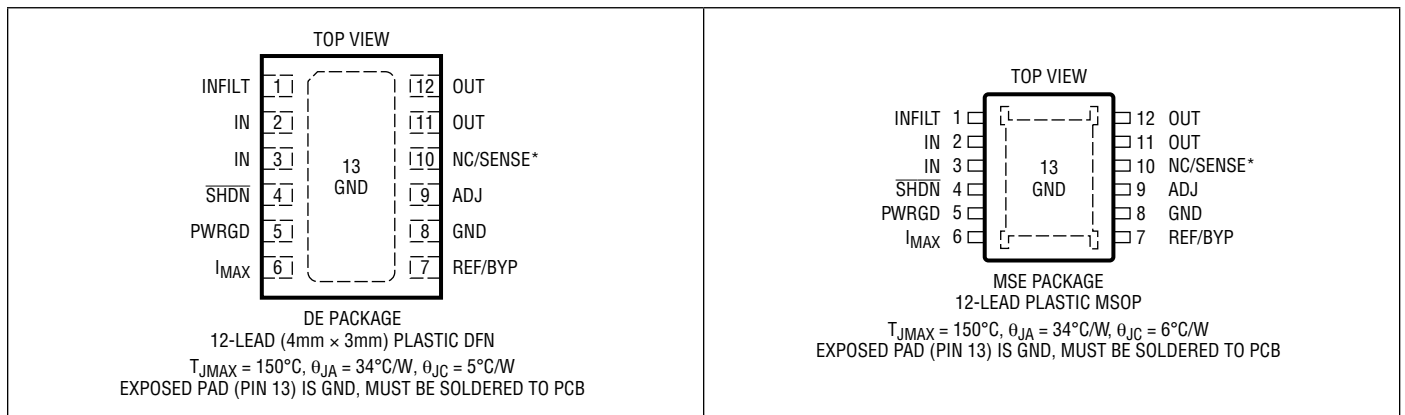 TOP VIEW
INFILT 1 12 OUT
IN 2 11 OUT
IN 3 10 NC/SENSE*
SHDN 4 9 ADJ
PWRGD 5 8 GND
IMAX 6 7 REF/BYP
13
GND
DE PACKAGE
12-LEAD (4mm × 3mm) PLASTIC DFN
TJMAX = 150°C, θJA = 34°C/W, θJC = 5°C/W
EXPOSED PAD (PIN 13) IS GND, MUST BE SOLDERED TO PCB
TOP VIEW
INFILT 1 12 OUT
IN 2 11 OUT
IN 3 10 NC/SENSE*
SHDN 4 9 ADJ
PWRGD 5 8 GND
IMAX 6 7 REF/BYP
13
GND
MSE PACKAGE
12-LEAD PLASTIC MSOP
TJMAX = 150°C, θJA = 34°C/W, θJC = 6°C/W
EXPOSED PAD (PIN 13) IS GND, MUST BE SOLDERED TO PCB